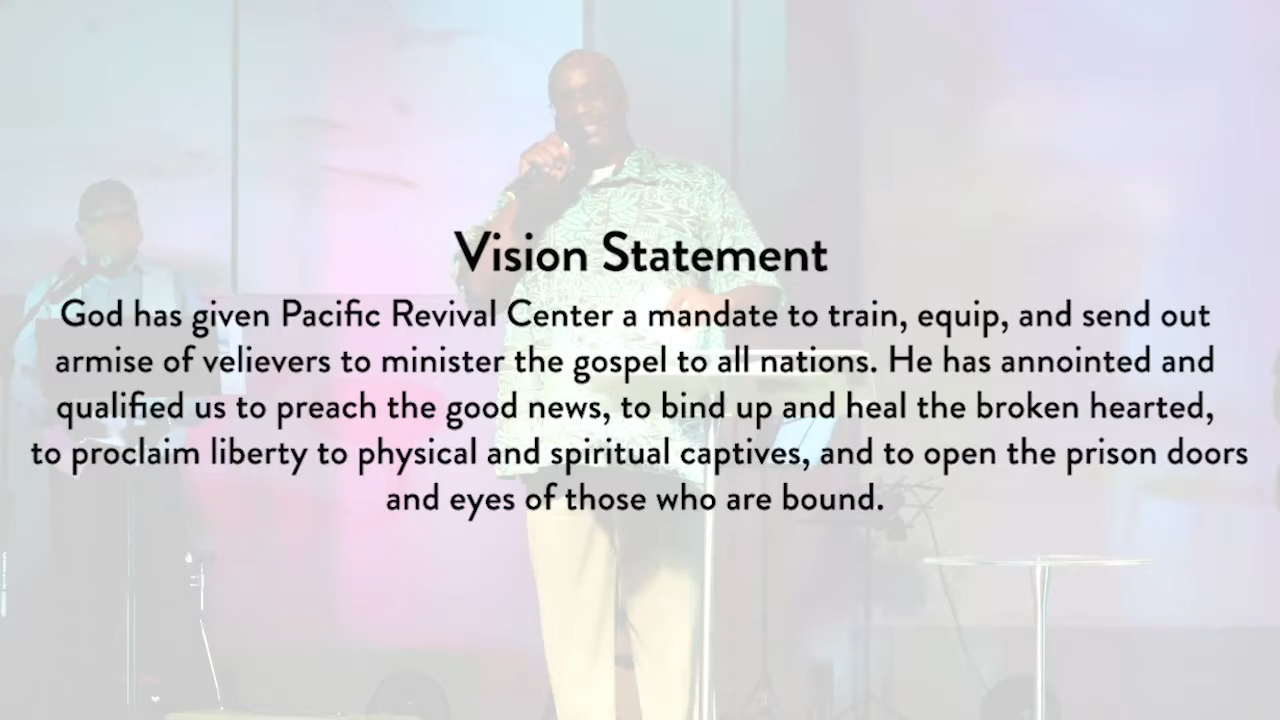 Vision Statement
God has given Pacific Revival Center a mandate to train, equip, and send out
armise of velievers to minister the gospel to all nations. He has annointed and
qualified us to preach the good news, to bind up and heal the broken hearted,
to proclaim liberty to physical and spiritual captives, and to open the prison doors
and eyes of those who are bound.